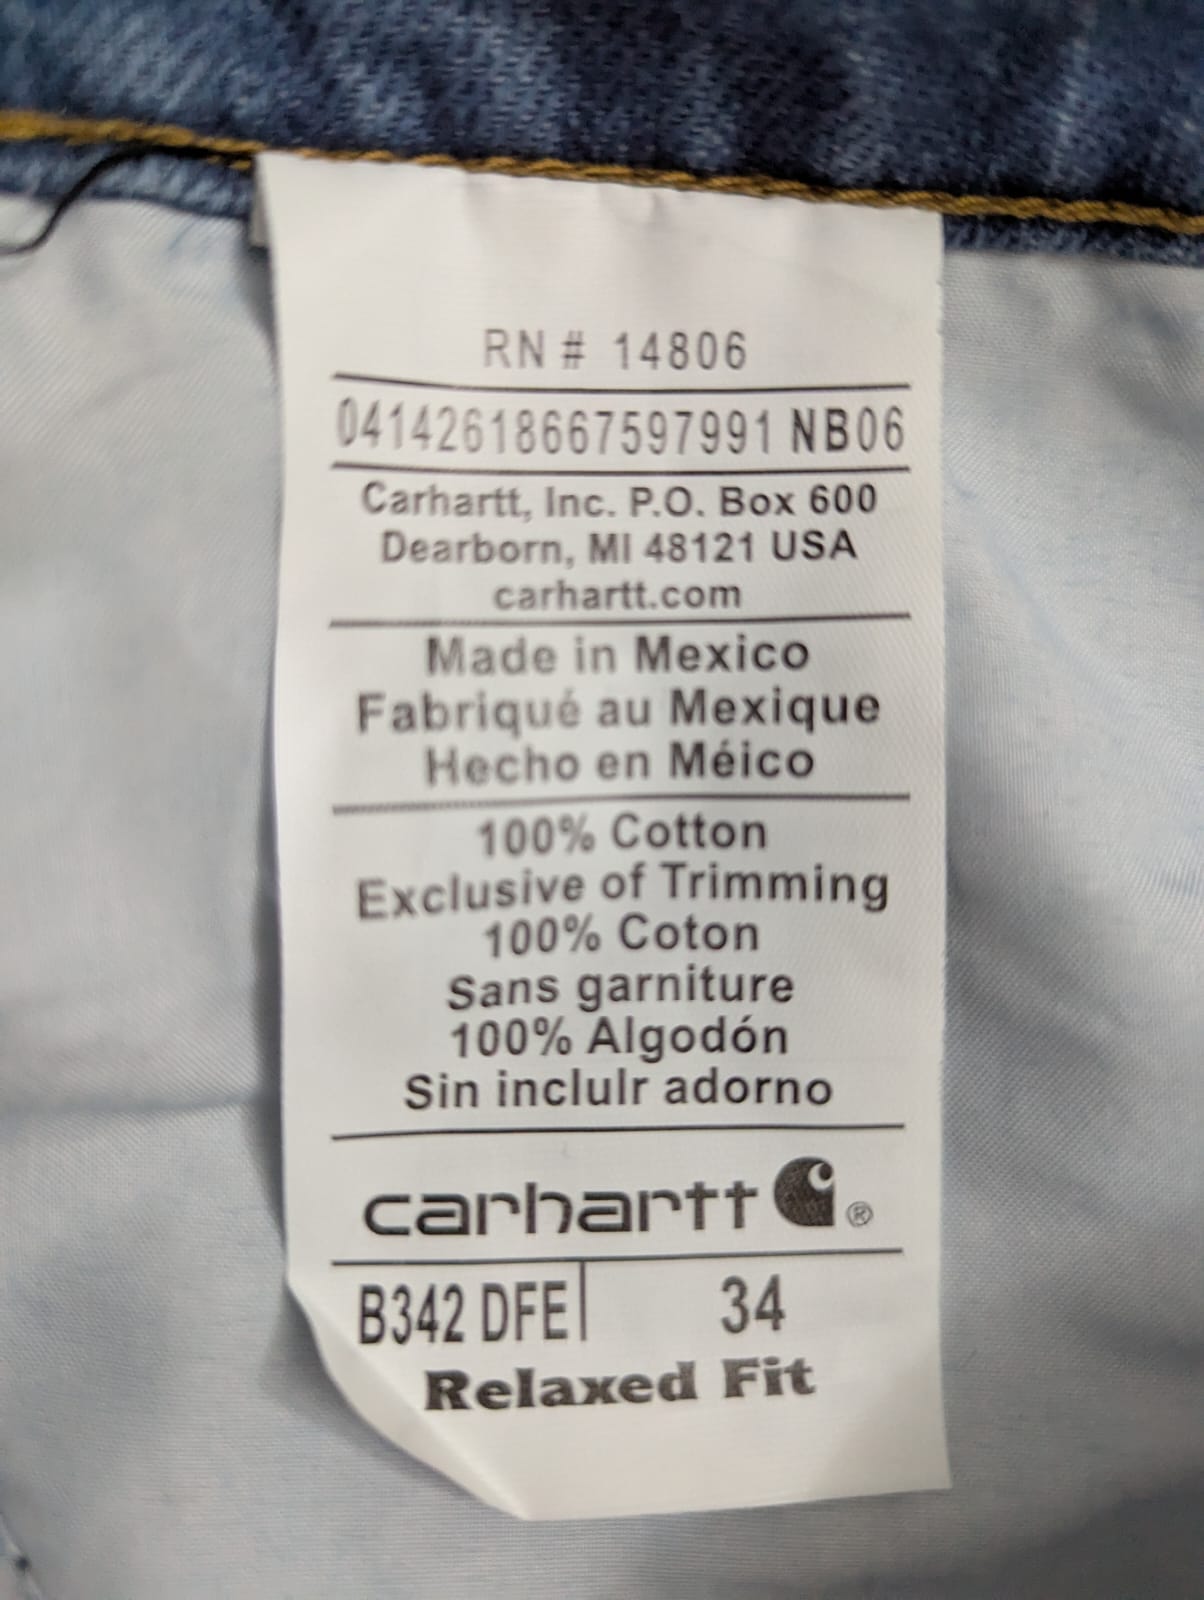 RN # 14806
04142618667597991 NB06
Carhartt, Inc. P.O. Box 600
Dearborn, MI 48121 USA
carhartt.com
Made in Mexico
Fabriqué au Mexique
Hecho en Méico
100% Cotton
Exclusive of Trimming
100% Coton
Sans garniture
100% Algodón
Sin inclulr adorno
carhartt ®
B342 DFE 34
Relaxed Fit